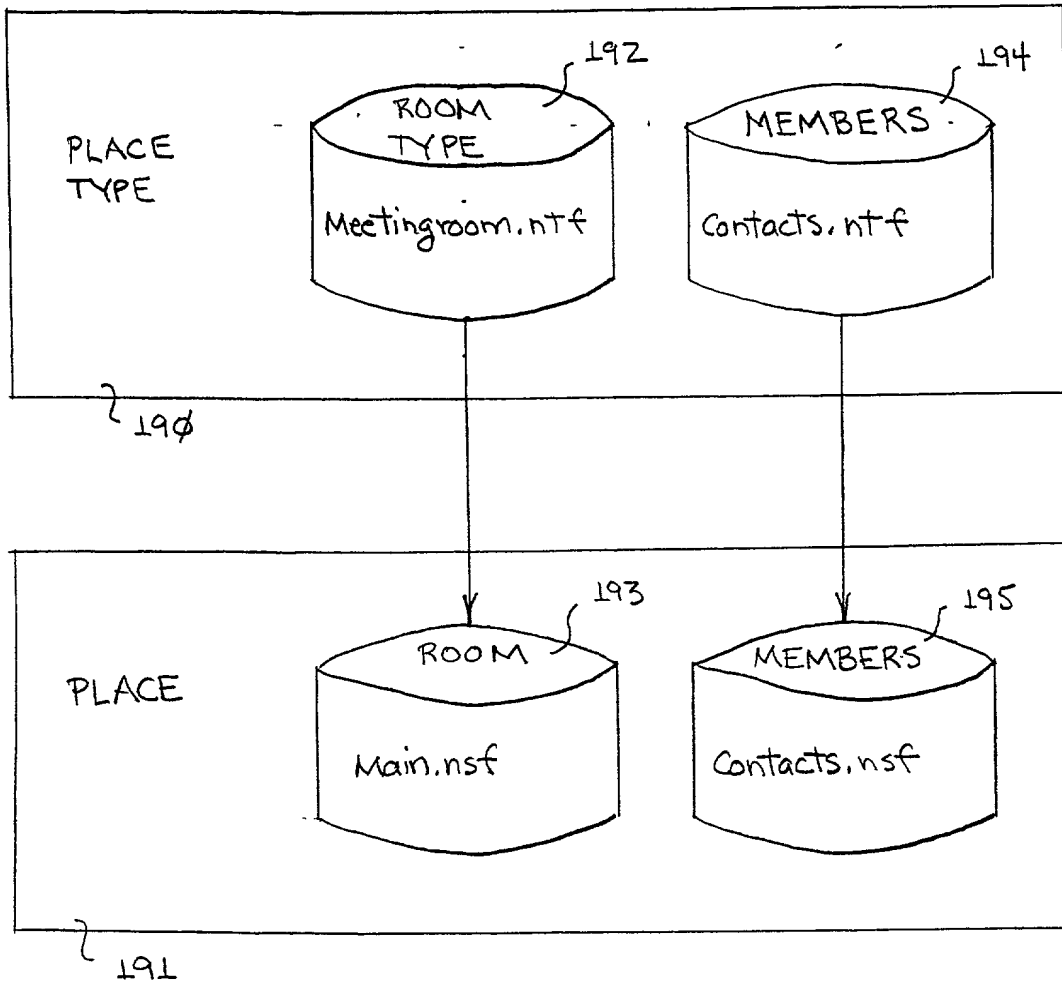 192
194
ROOM
TYPE
MEMBERS
PLACE
TYPE
Meetingroom.ntf
Contacts.ntf
190
193
195
ROOM
MEMBERS
PLACE
Main.nsf
Contacts.nsf
191